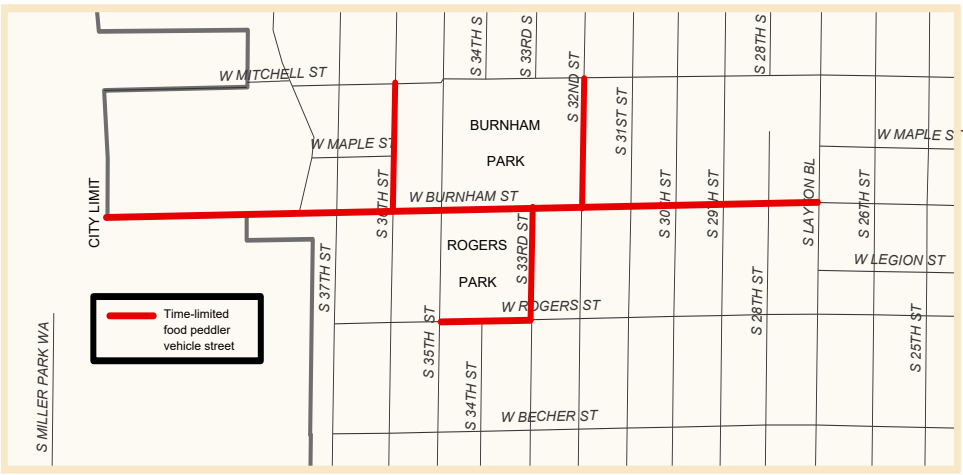 S 34TH S
S 33RD S
S 28TH S
W MITCHELL ST
S 32ND ST
S 31ST ST
BURNHAM
PARK
W MAPLE ST
W MAPLE S
S 36TH ST
W BURNHAM ST
S 30TH ST
S 29TH ST
S LAYTON BL
S 26TH ST
CITY LIMIT
ROGERS
PARK
S 33RD ST
S 37TH ST
W LEGION ST
W ROGERS ST
S 28TH ST
Time-limited
food peddler
vehicle street
S 35TH ST
S 25TH ST
S MILLER PARK WA
S 34TH ST
W BECHER ST